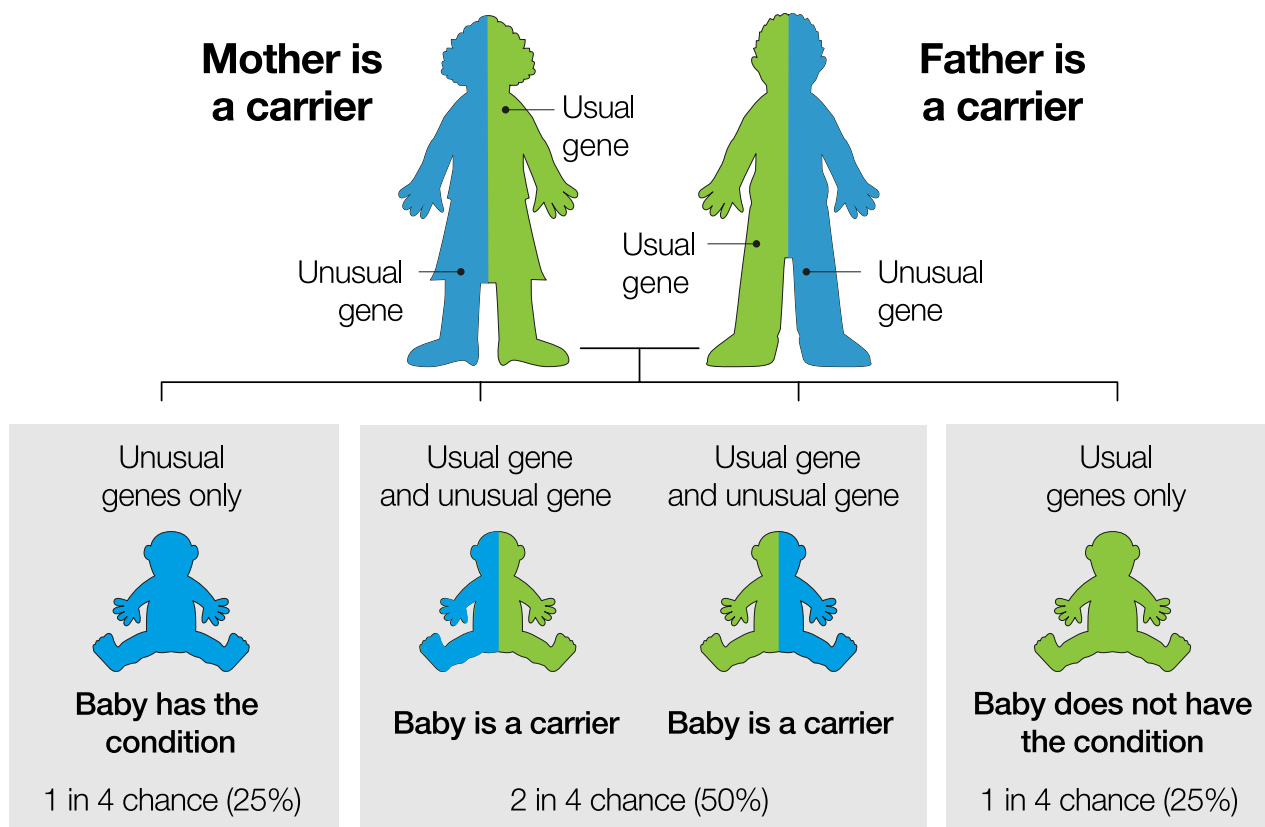 Mother is
a carrier
Father is
a carrier
Usual
gene
Usual
gene
Unusual
gene
Unusual
gene
Unusual
genes only
Usual gene
and unusual gene
Usual gene
and unusual gene
Usual
genes only
Baby has the
condition
Baby is a carrier
Baby is a carrier
Baby does not have
the condition
1 in 4 chance (25%)
2 in 4 chance (50%)
1 in 4 chance (25%)